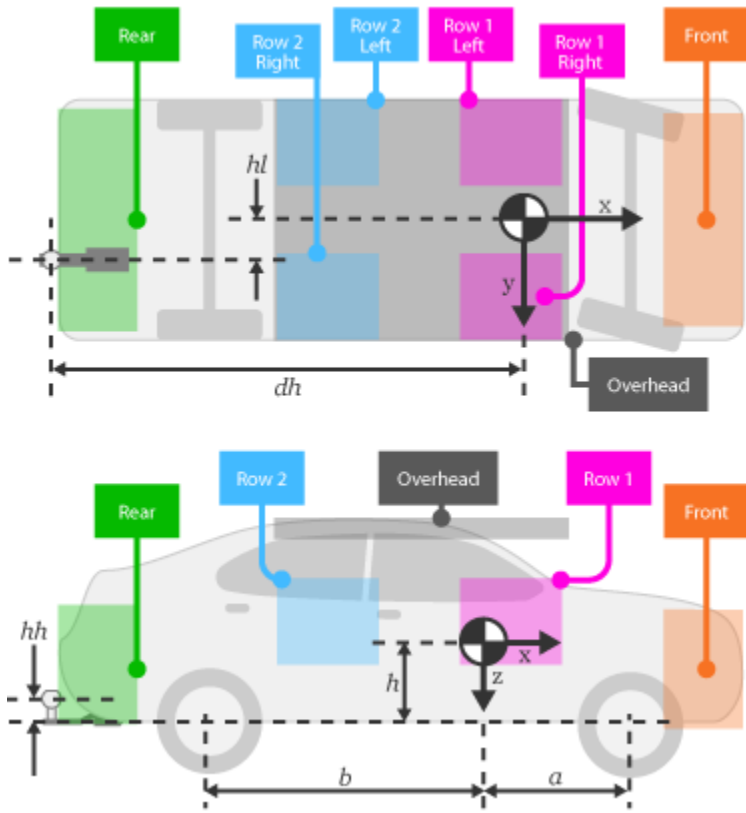 Rear
Row 2
Right
Row 2
Left
Row 1
Left
Row 1
Right
Front
hl
x
y
dh
Overhead
Row 2
Overhead
Row 1
Rear
Front
hh
h
x
z
b
a